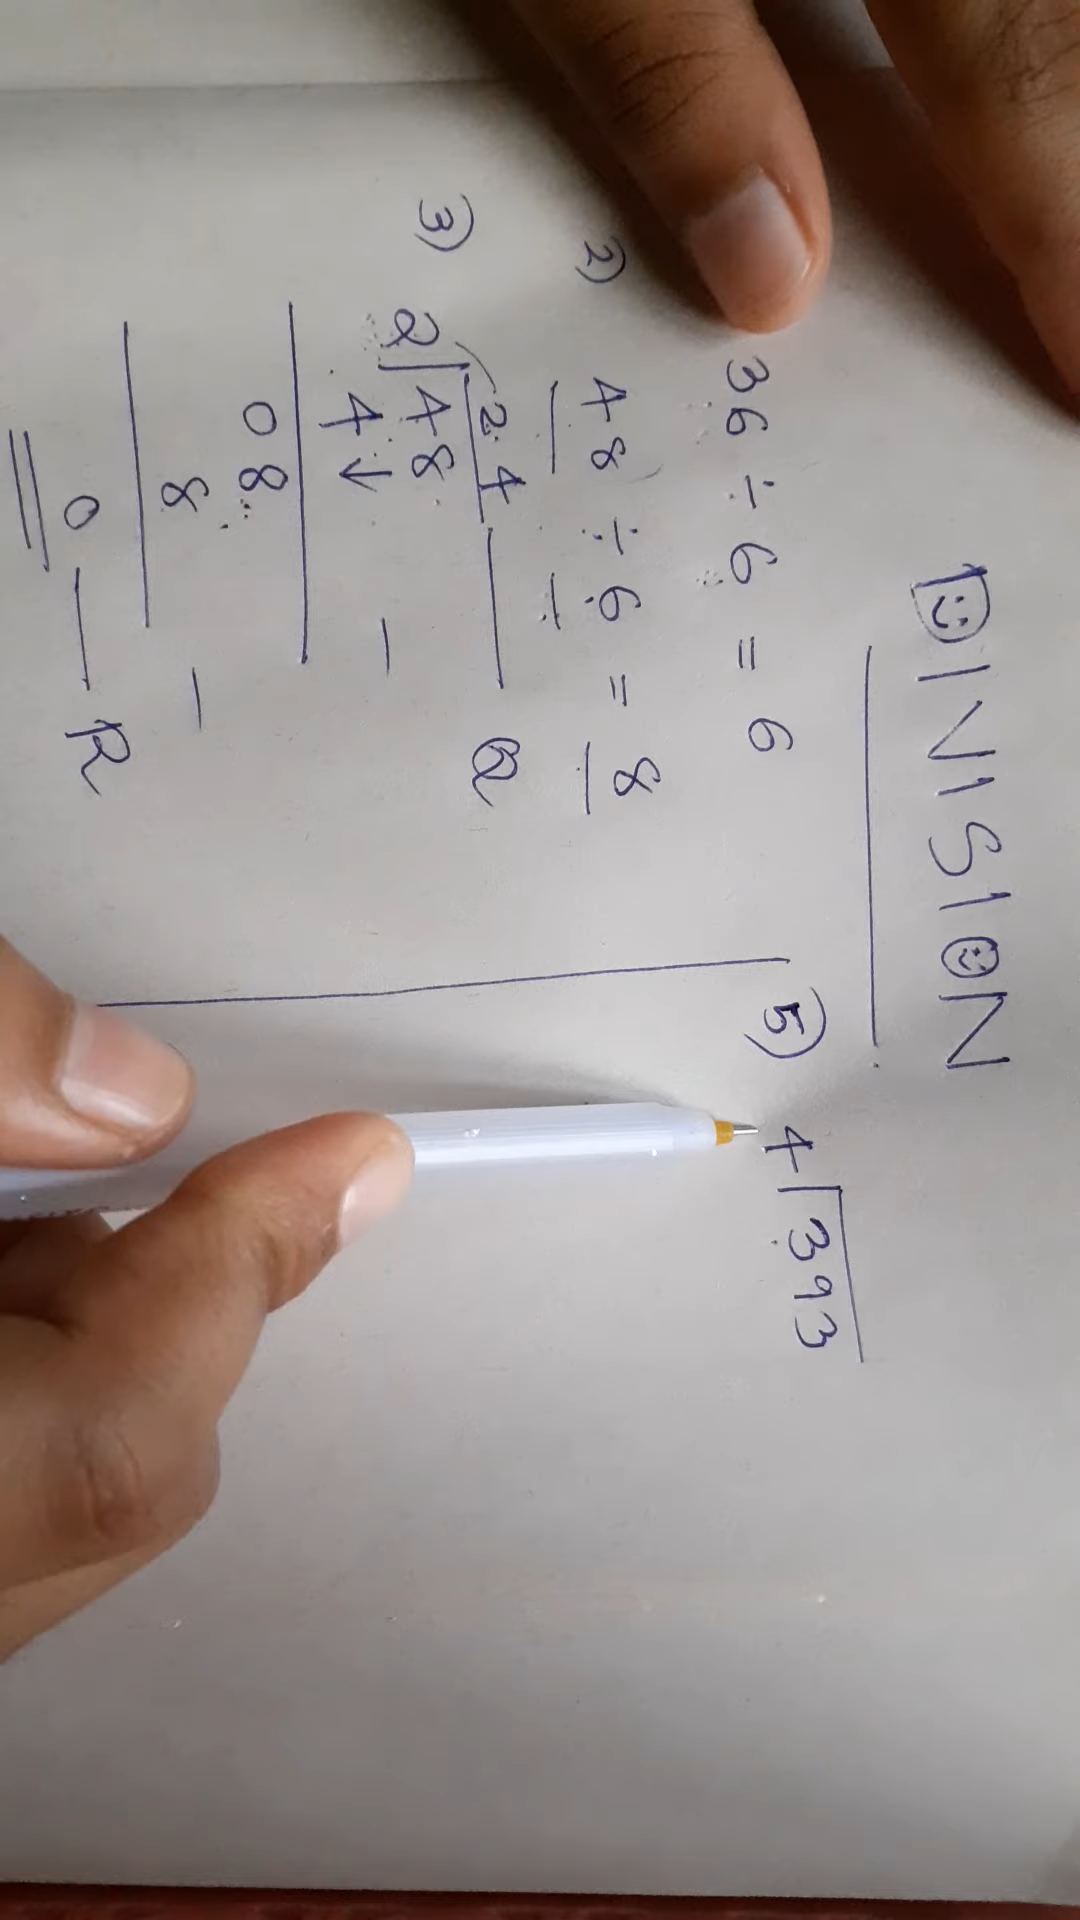 DIVISION
36 ÷ 6 = 6
2) 48 ÷ 6 = 8
3)
24 Q
2 48
4↓ -
08
8 -
0 R
5)
4 393